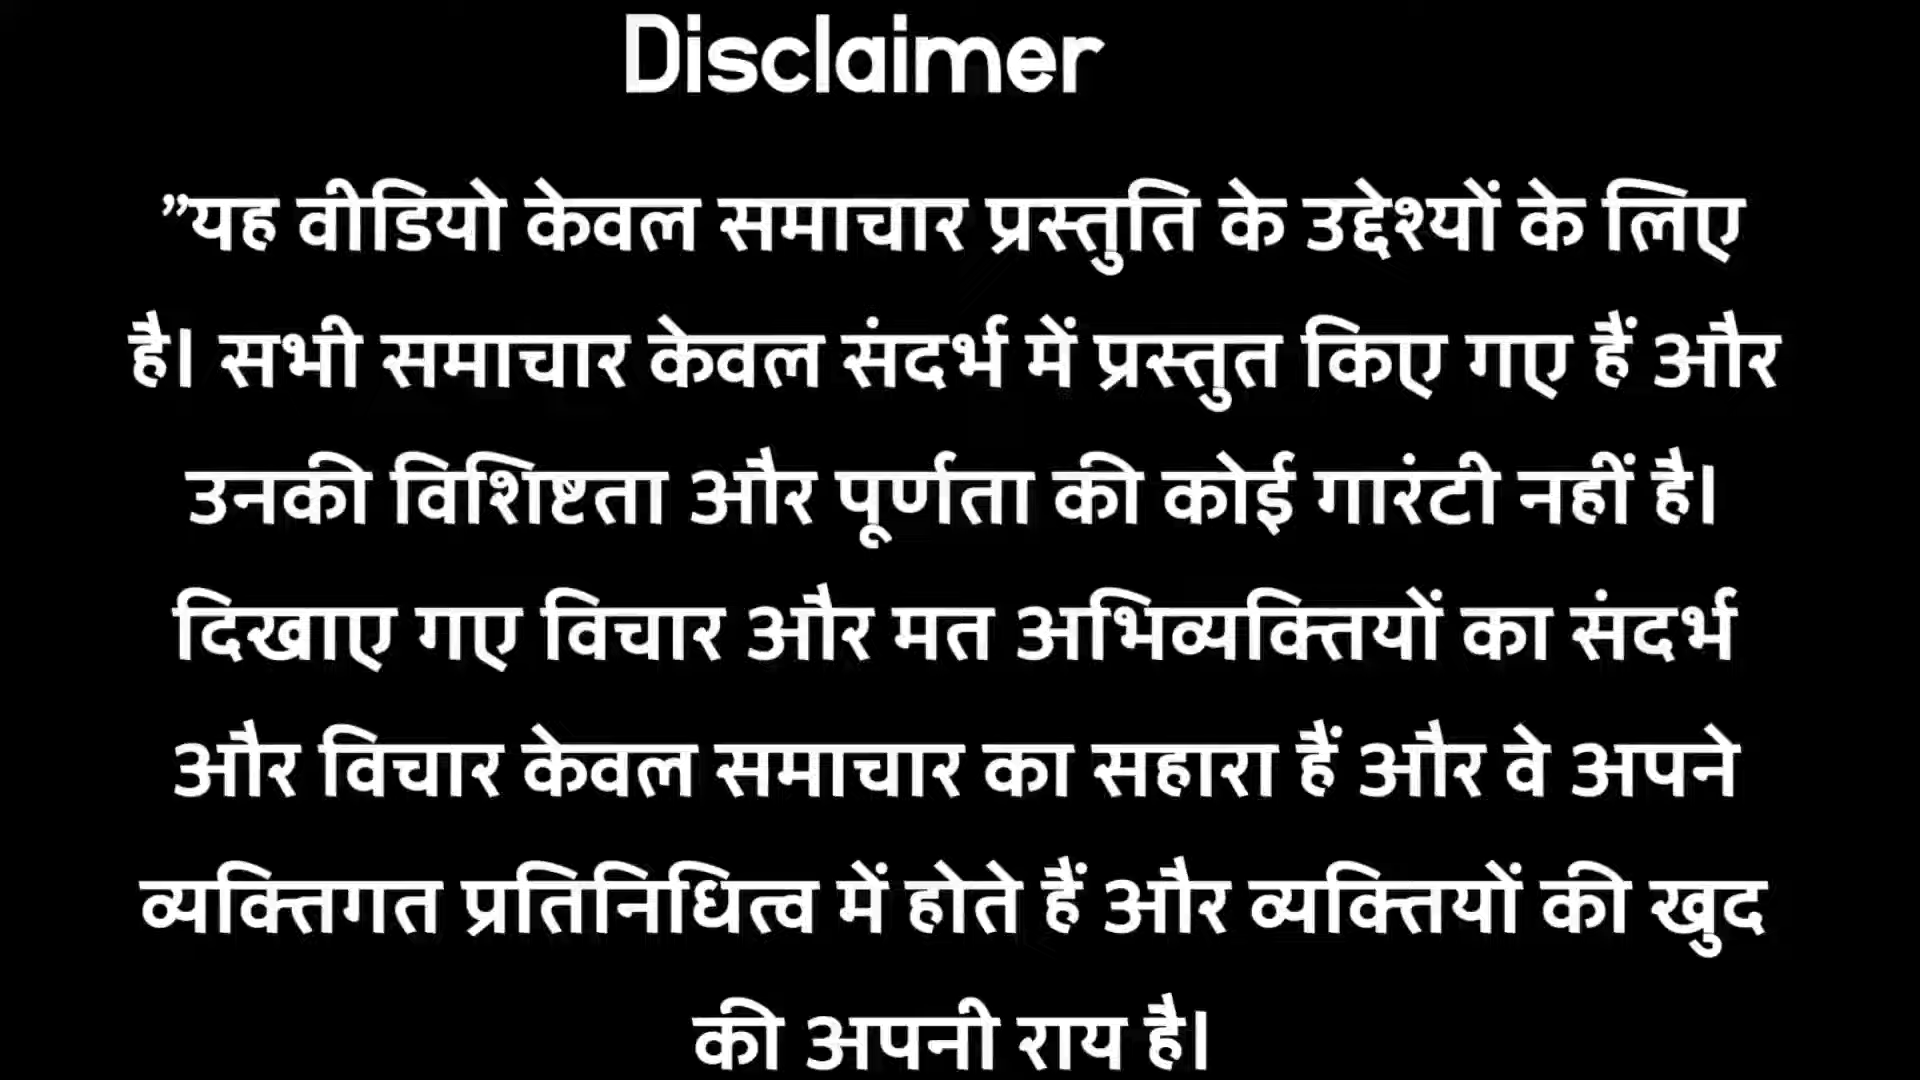 Disclaimer
”यह वीडियो केवल समाचार प्रस्तुति के उद्देश्यों के लिए
है। सभी समाचार केवल संदर्भ में प्रस्तुत किए गए हैं और
उनकी विशिष्टता और पूर्णता की कोई गारंटी नहीं है।
दिखाए गए विचार और मत अभिव्यक्तियों का संदर्भ
और विचार केवल समाचार का सहारा हैं और वे अपने
व्यक्तिगत प्रतिनिधित्व में होते हैं और व्यक्तियों की खुद
की अपनी राय है।